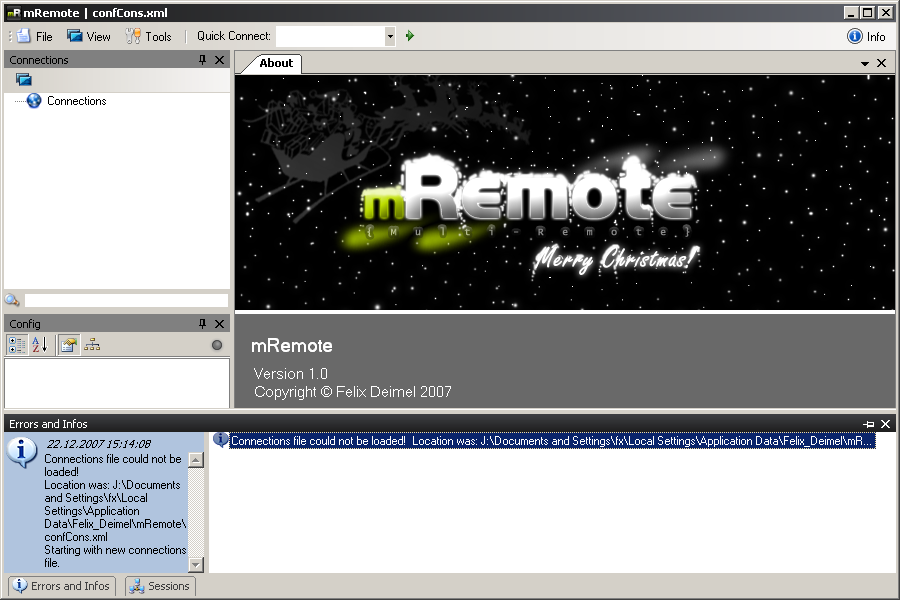 mRemote | confCons.xml
File View Tools Quick Connect: Info
Connections
Connections
About
mRemote
[Multi-Remote]
Merry Christmas!
Config
mRemote
Version 1.0
Copyright © Felix Deimel 2007
Errors and Infos
22.12.2007 15:14:08
Connections file could not be
loaded!
Location was: J:\Documents
and Settings\fx\Local
Settings\Application
Data\Felix_Deimel\mRemote\
confCons.xml
Starting with new connections
file.
Connections file could not be loaded!  Location was: J:\Documents and Settings\fx\Local Settings\Application Data\Felix_Deimel\mR...
Errors and Infos Sessions